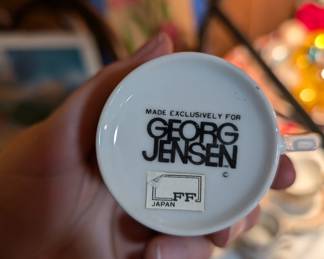 MADE EXCLUSIVELY FOR
GEORG
JENSEN
©
FF
JAPAN